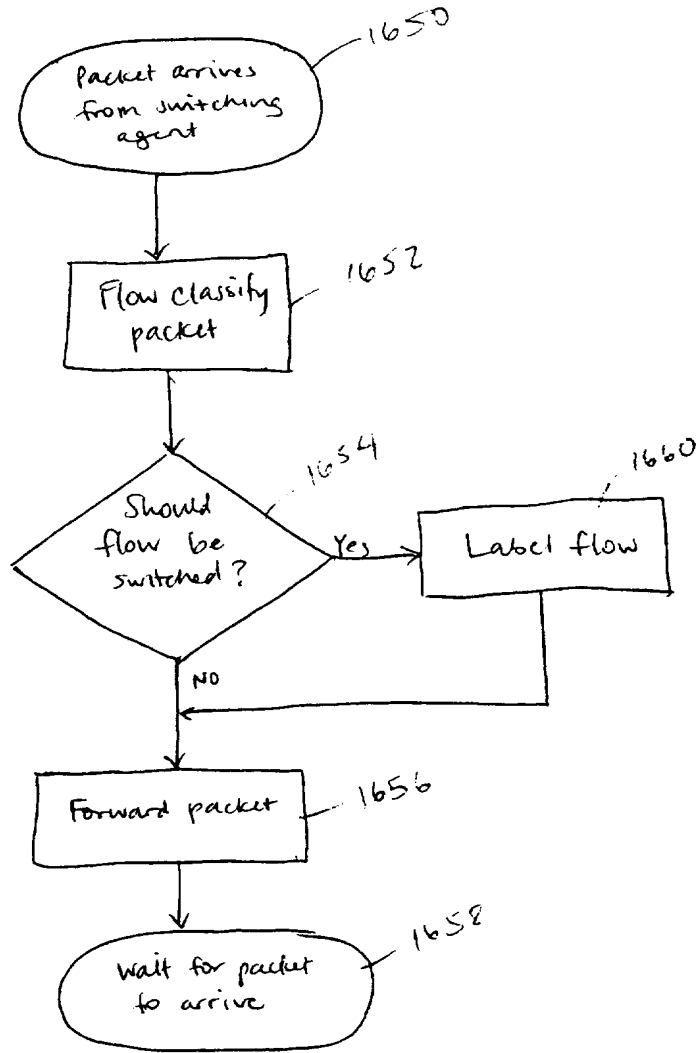 1650
Packet arrives
from switching
agent
1652
Flow classify
packet
1654
Should
flow be
switched?
Yes
1660
Label flow
NO
Forward packet
1656
1658
wait for packet
to arrive